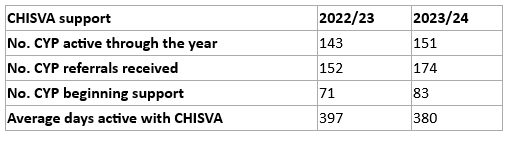 CHISVA support 2022/23 2023/24
No. CYP active through the year 143 151
No. CYP referrals received 152 174
No. CYP beginning support 71 83
Average days active with CHISVA 397 380